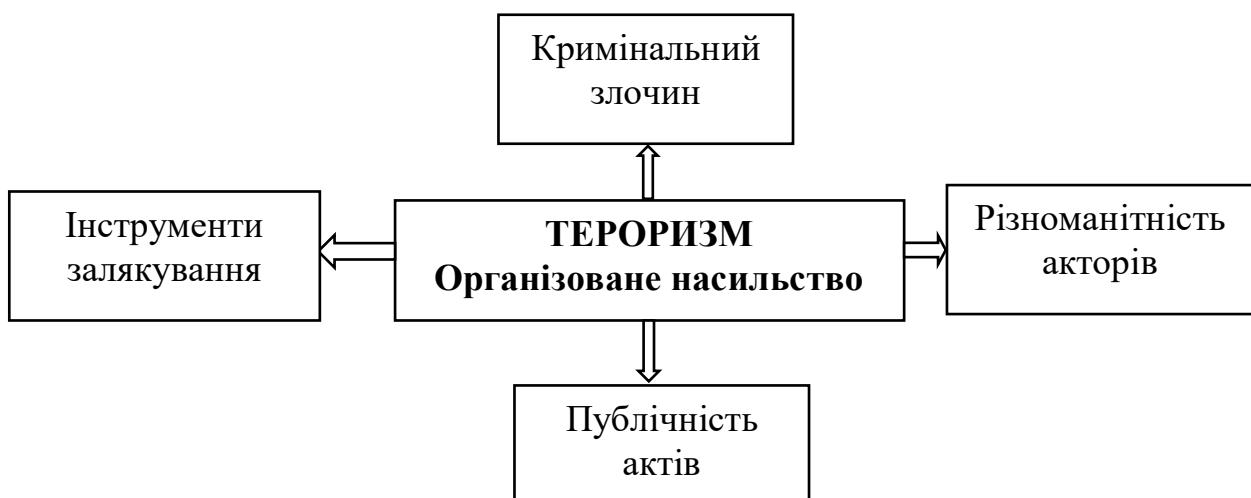 Кримінальний
злочин
Інструменти
залякування
ТЕРОРИЗМ
Організоване насильство
Різноманітність
акторів
Публічність
актів